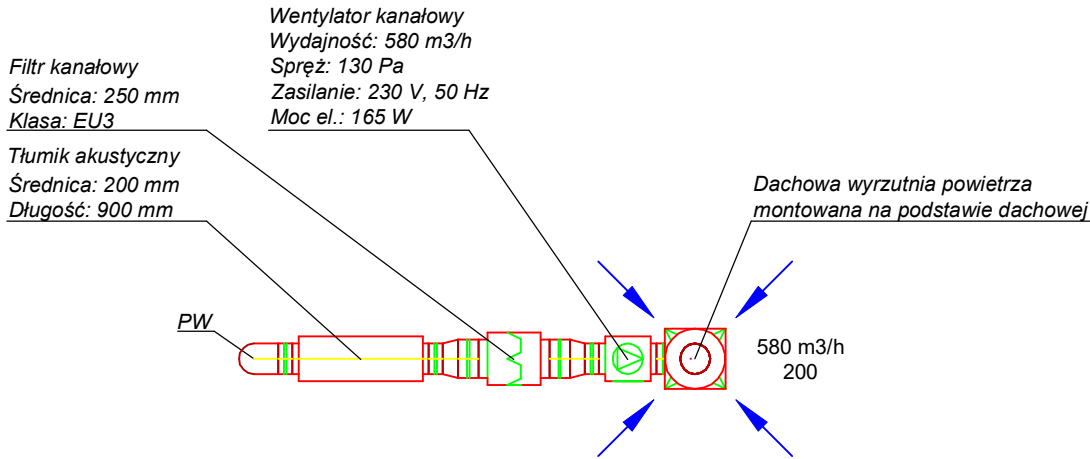 Wentylator kanałowy
Wydajność: 580 m3/h
Spręż: 130 Pa
Zasilanie: 230 V, 50 Hz
Moc el.: 165 W
Filtr kanałowy
Średnica: 250 mm
Klasa: EU3
Tłumik akustyczny
Średnica: 200 mm
Długość: 900 mm
Dachowa wyrzutnia powietrza
montowana na podstawie dachowej
PW
580 m3/h
200